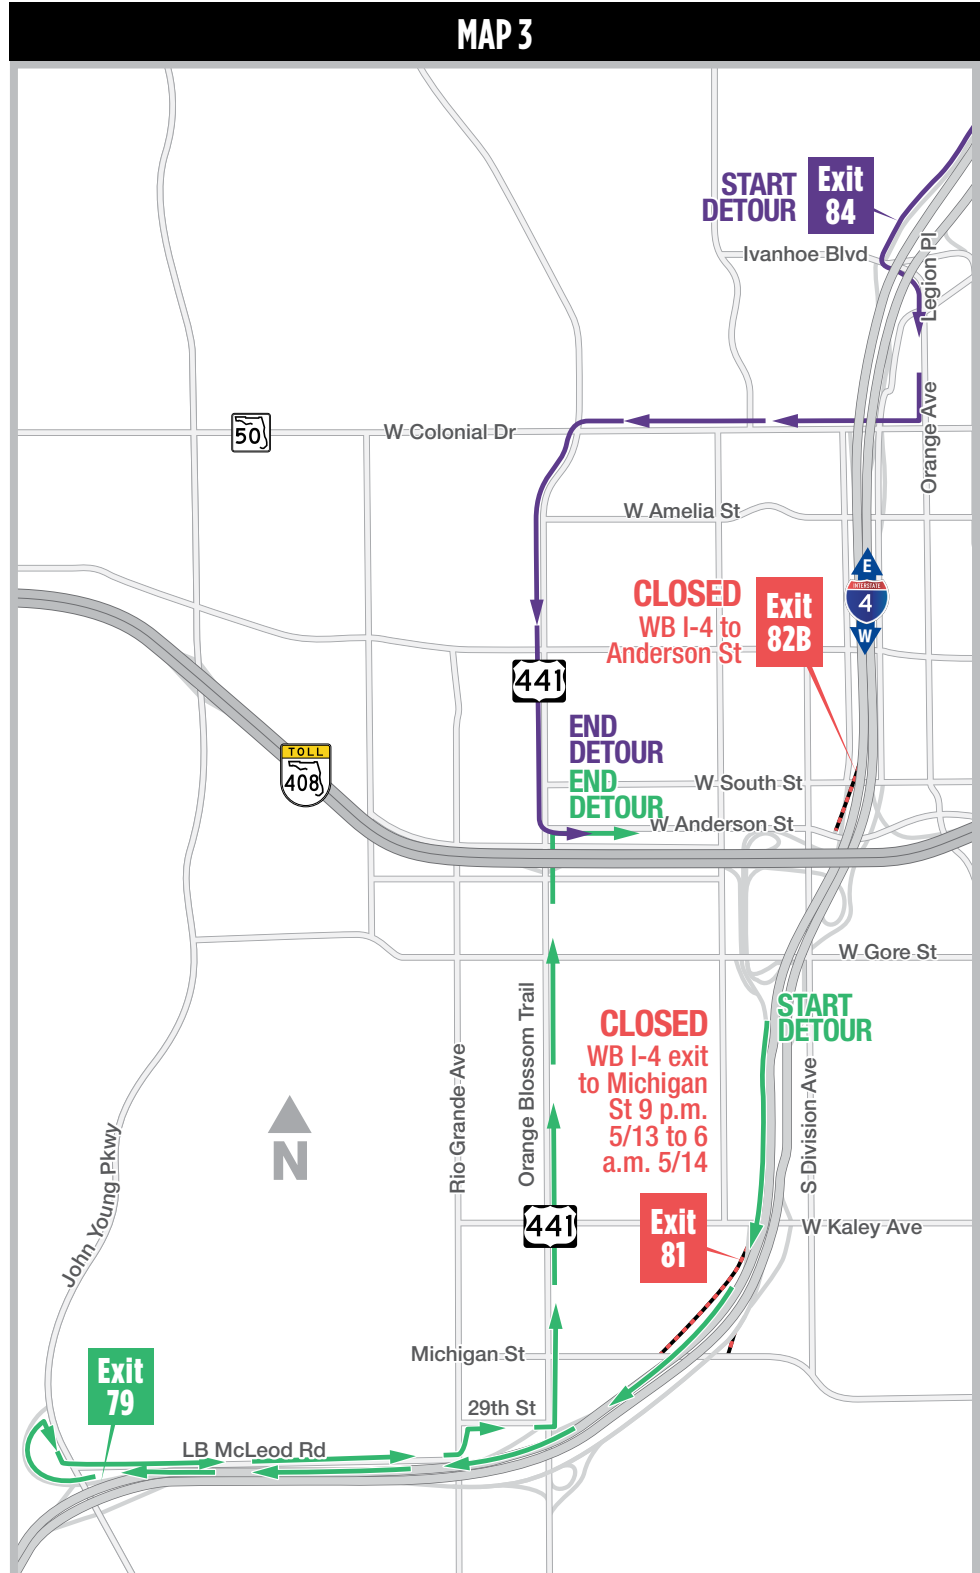 MAP 3
START
DETOUR
Exit
84
Ivanhoe Blvd
Legion Pl
50
W Colonial Dr
Orange Ave
W Amelia St
E
INTERSTATE
4
W
CLOSED
WB I-4 to
Anderson St
Exit
82B
441
END
DETOUR
END
DETOUR
TOLL
408
W South St
W Anderson St
W Gore St
START
DETOUR
CLOSED
WB I-4 exit
to Michigan
St 9 p.m.
5/13 to 6
a.m. 5/14
Orange Blossom Trail
Rio Grande Ave
S Division Ave
N
John Young Pkwy
441
Exit
81
W Kaley Ave
Michigan St
Exit
79
29th St
LB McLeod Rd